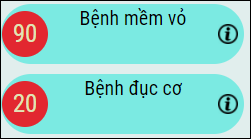 Bệnh mềm vỏ
90
Bệnh đục cơ
20